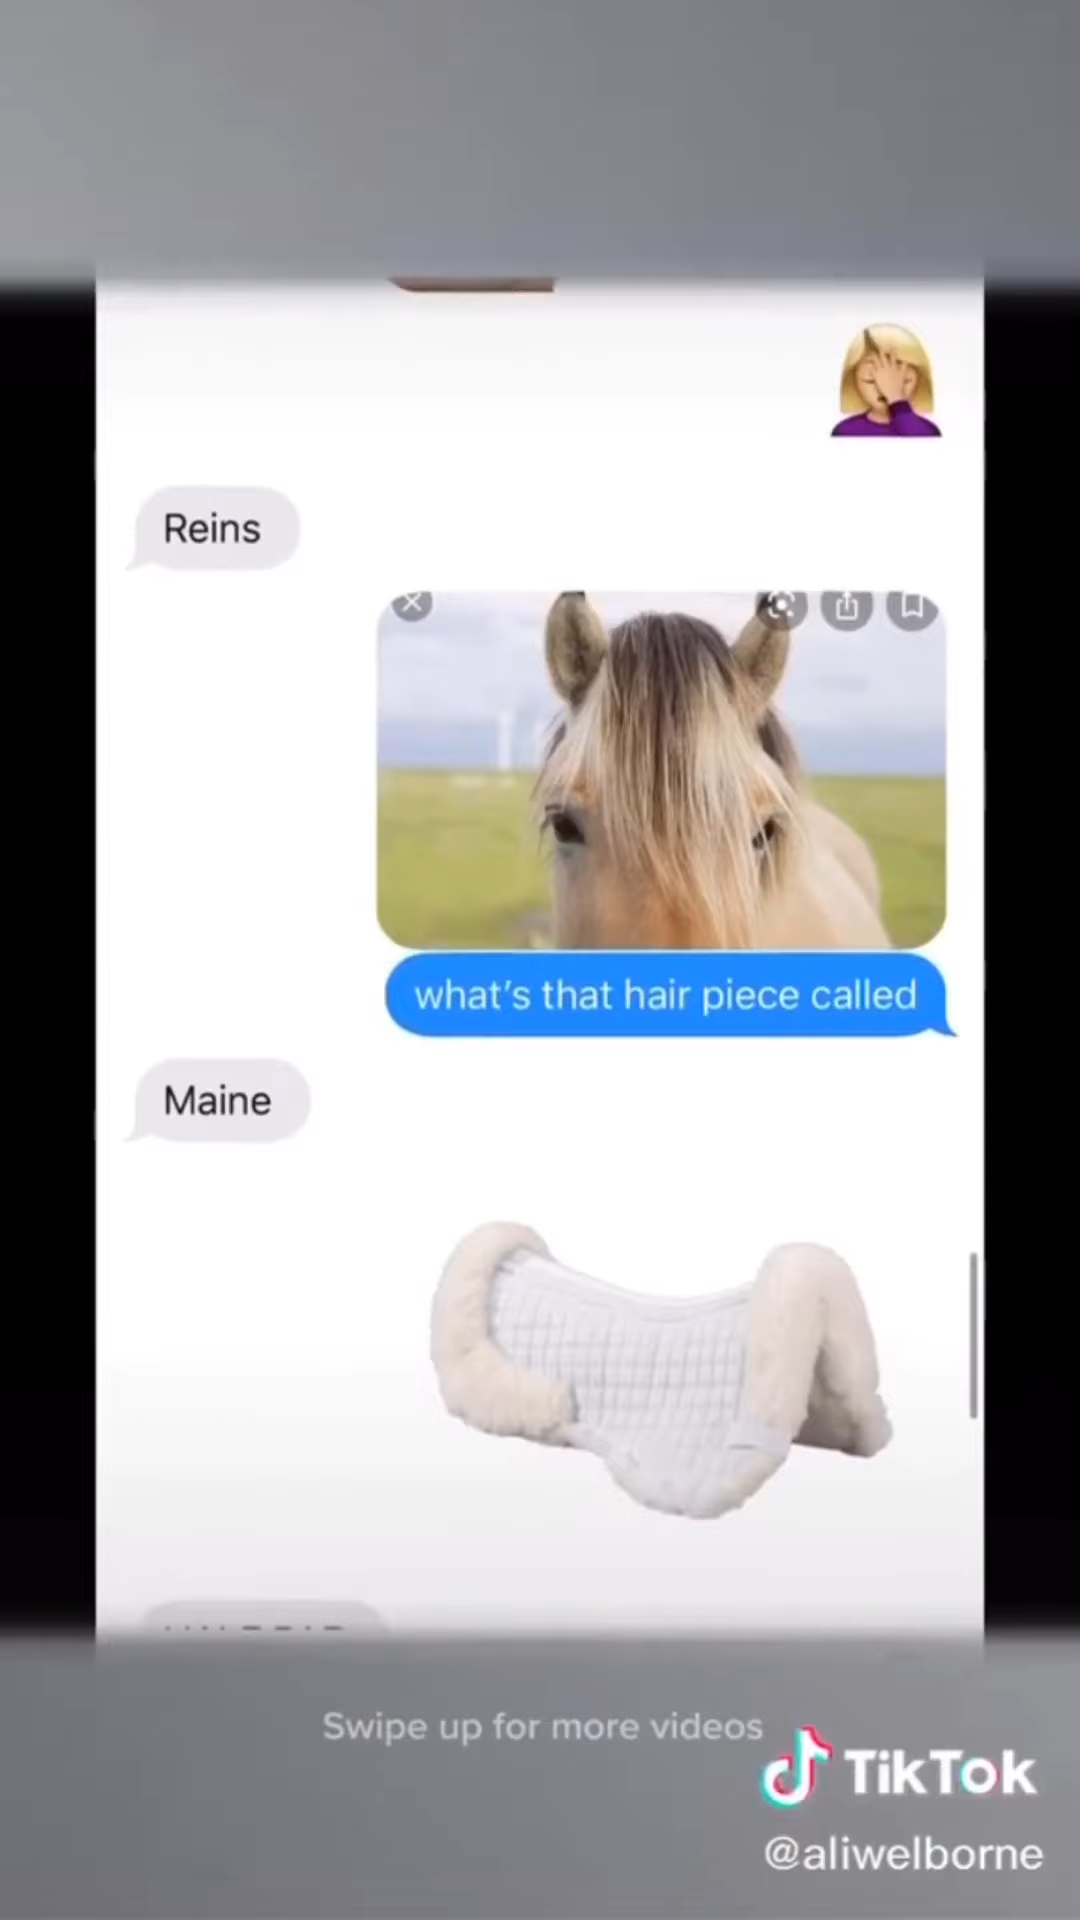 Reins
what's that hair piece called
Maine
Swipe up for more videos
TikTok
@aliwelborne